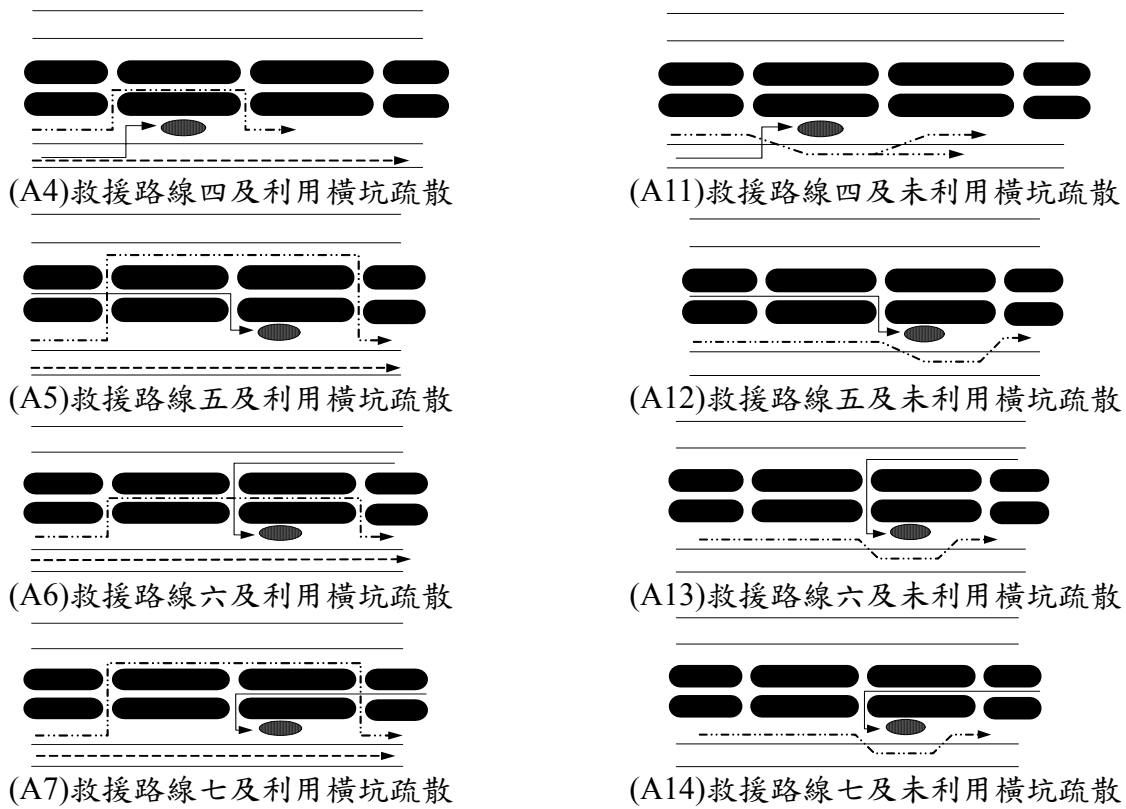 (A4)救援路線四及利用橫坑疏散
(A11)救援路線四及未利用橫坑疏散
(A5)救援路線五及利用橫坑疏散
(A12)救援路線五及未利用橫坑疏散
(A6)救援路線六及利用橫坑疏散
(A13)救援路線六及未利用橫坑疏散
(A7)救援路線七及利用橫坑疏散
(A14)救援路線七及未利用橫坑疏散